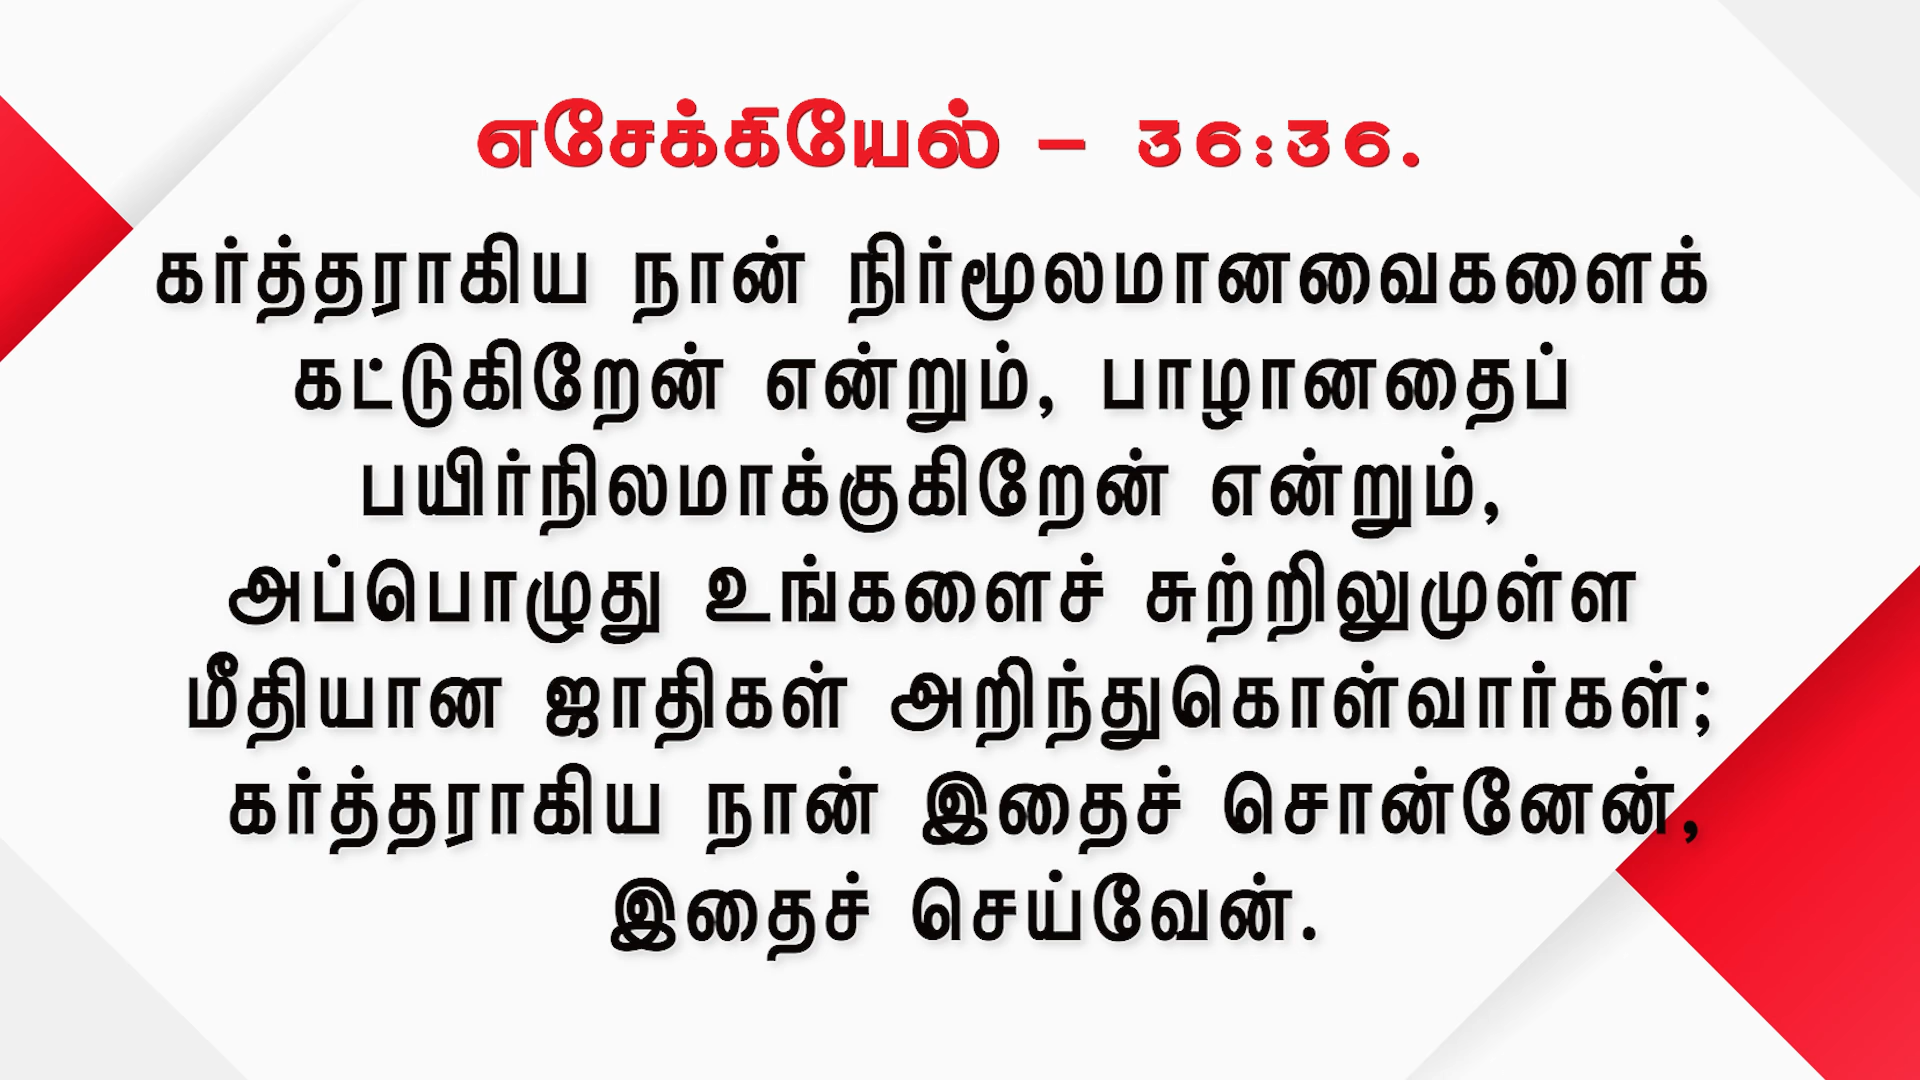 எசேக்கியேல் – 36:36.
கர்த்தராகிய நான் நிர்மூலமானவைகளைக்
கட்டுகிறேன் என்றும், பாழானதைப்
பயிர்நிலமாக்குகிறேன் என்றும்,
அப்பொழுது உங்களைச் சுற்றிலுமுள்ள
மீதியான ஜாதிகள் அறிந்துகொள்வார்கள்;
கர்த்தராகிய நான் இதைச் சொன்னேன்,
இதைச் செய்வேன்.